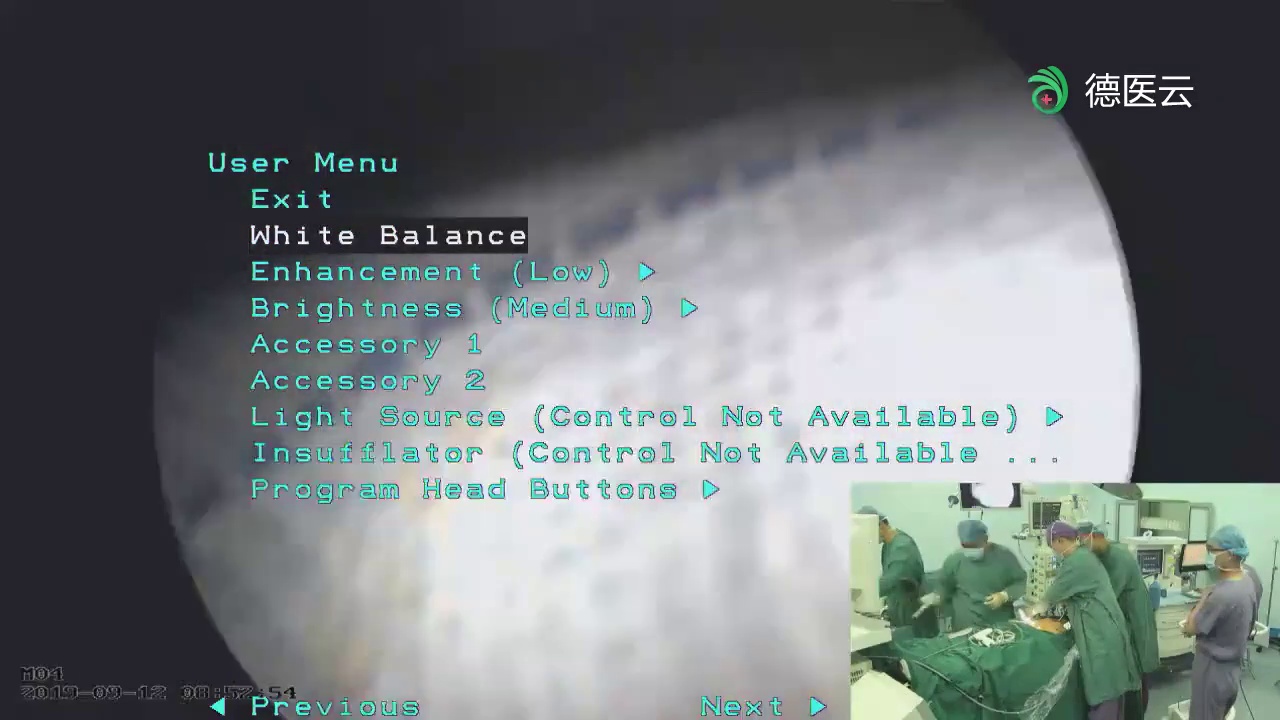 德医云
User Menu
Exit
White Balance
Enhancement (Low) ▶
Brightness (Medium) ▶
Accessory 1
Accessory 2
Light Source (Control Not Available) ▶
Insufflator (Control Not Available ...
Program Head Buttons ▶
M04
2019-09-12 08:52:54
◀ Previous
Next ▶